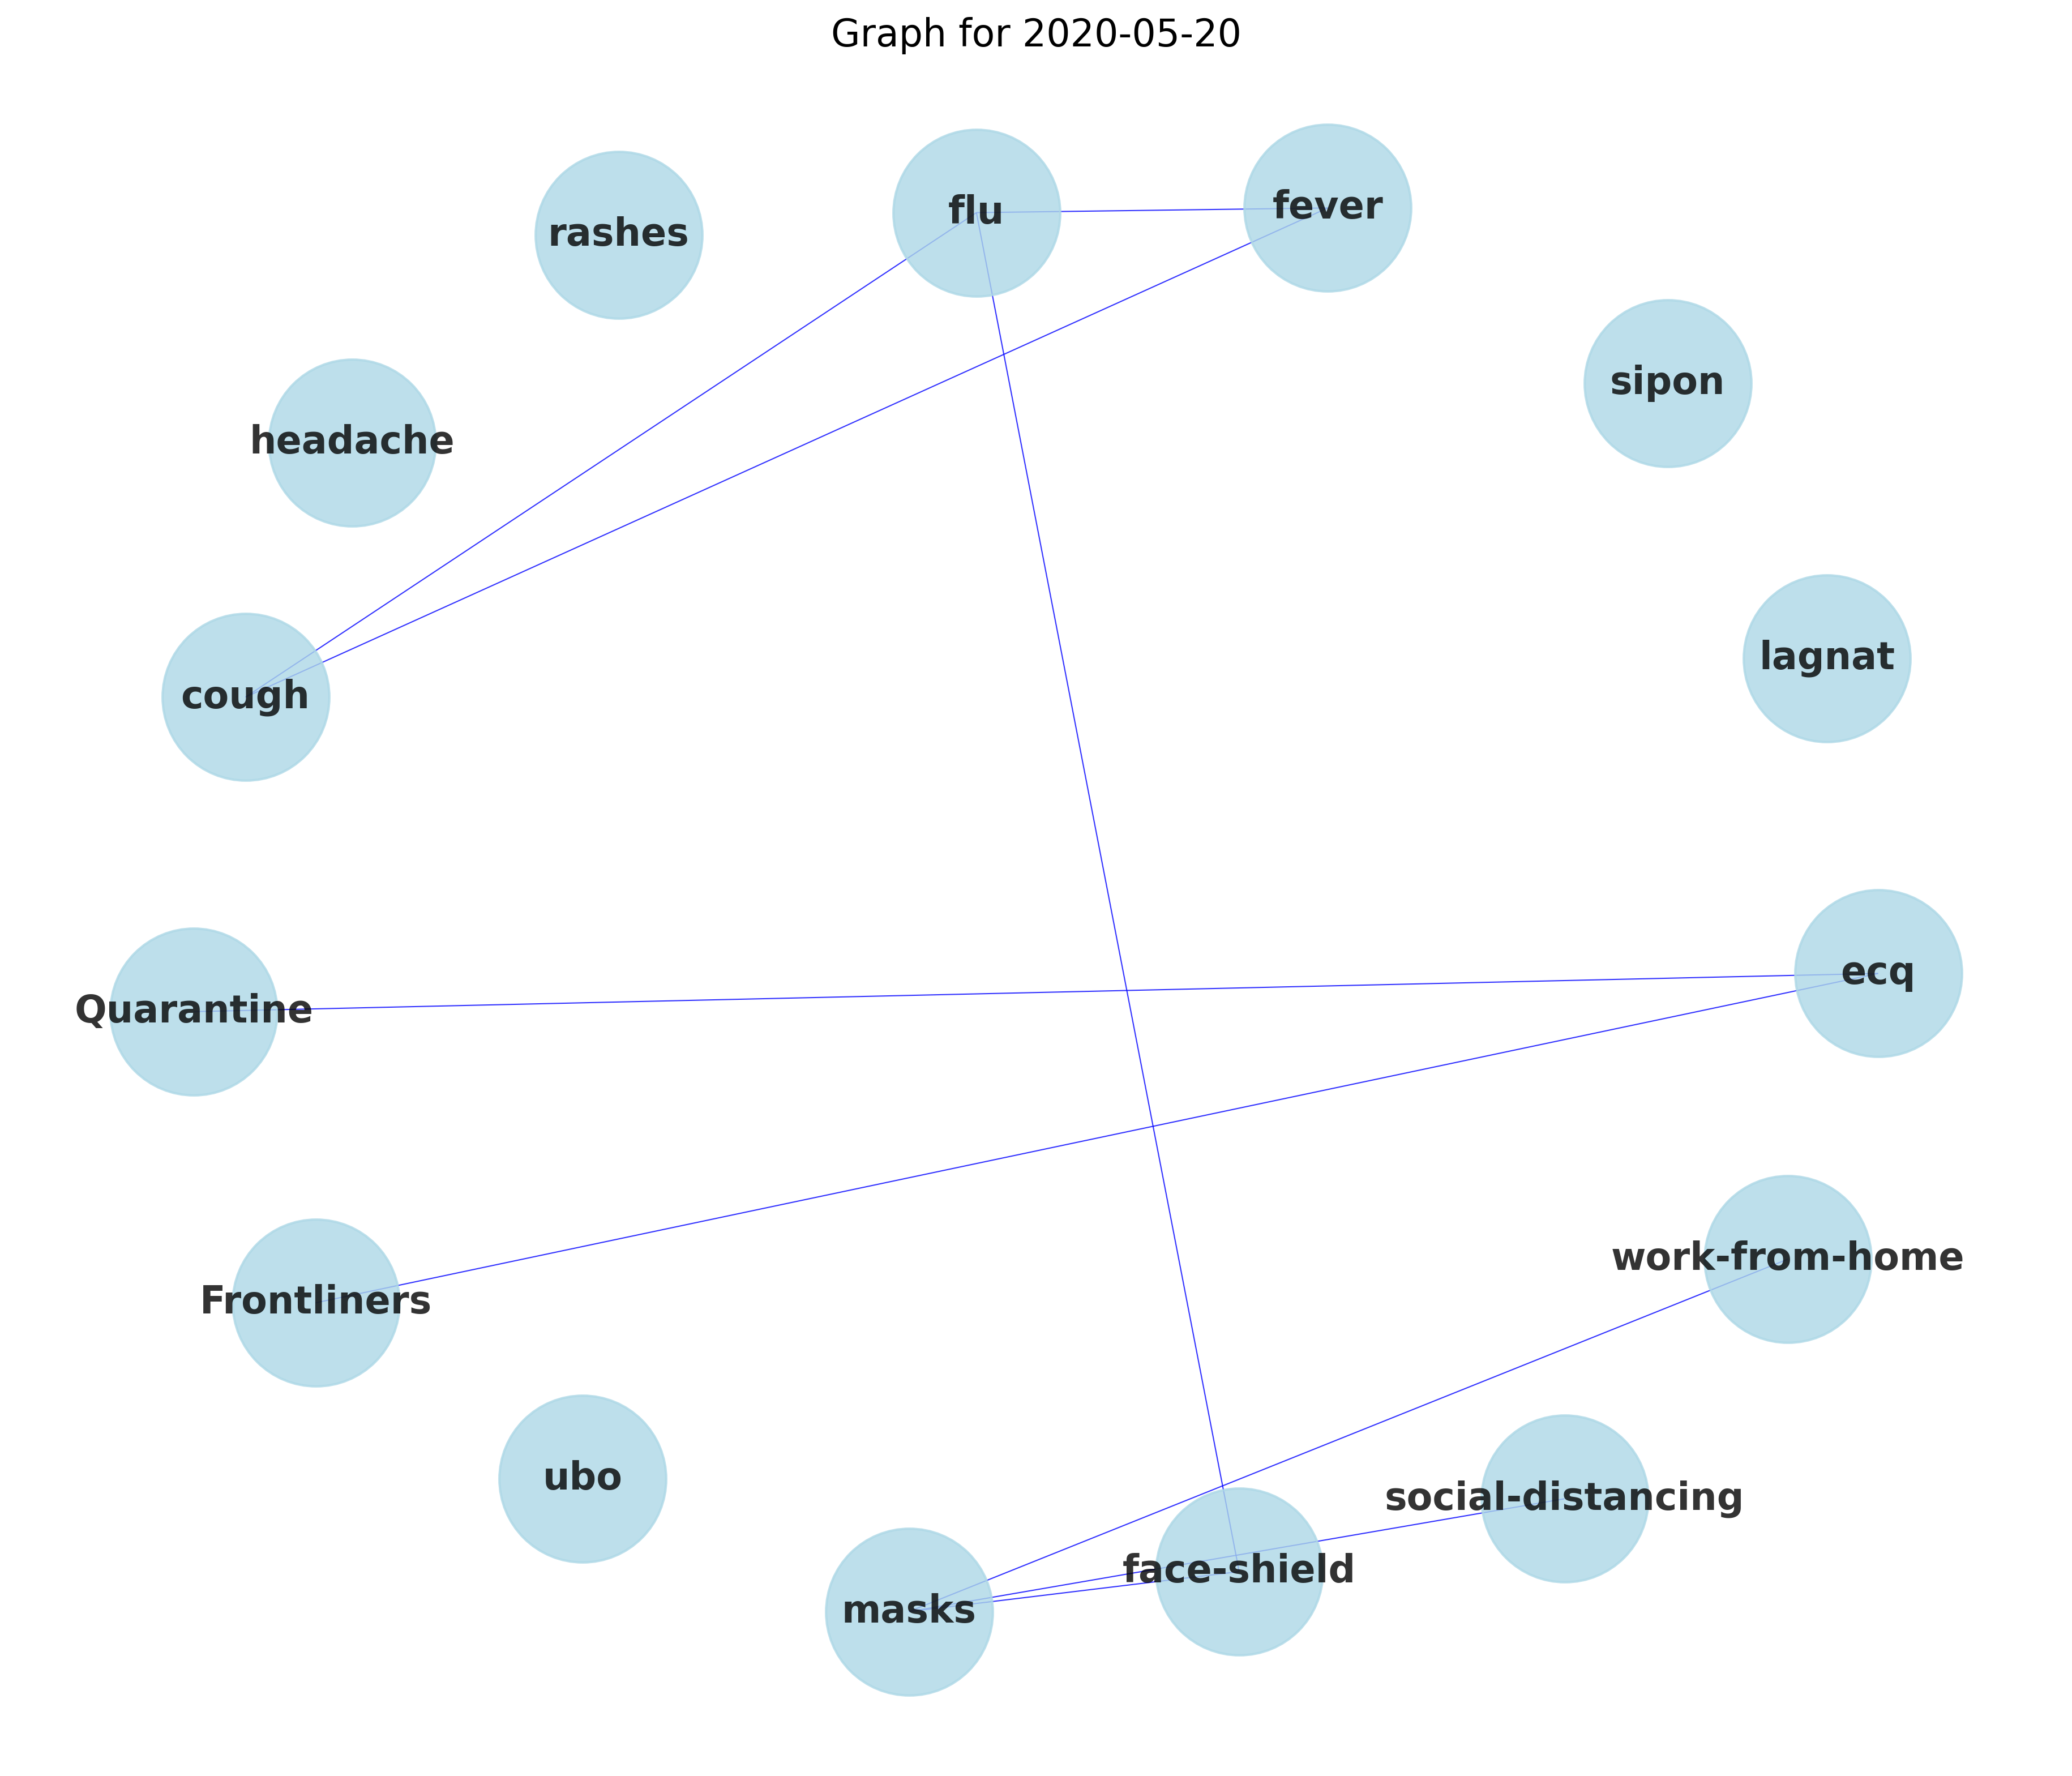 Graph for 2020-05-20
flu
fever
rashes
sipon
headache
lagnat
cough
ecq
Quarantine
work-from-home
Frontliners
ubo
social-distancing
face-shield
masks